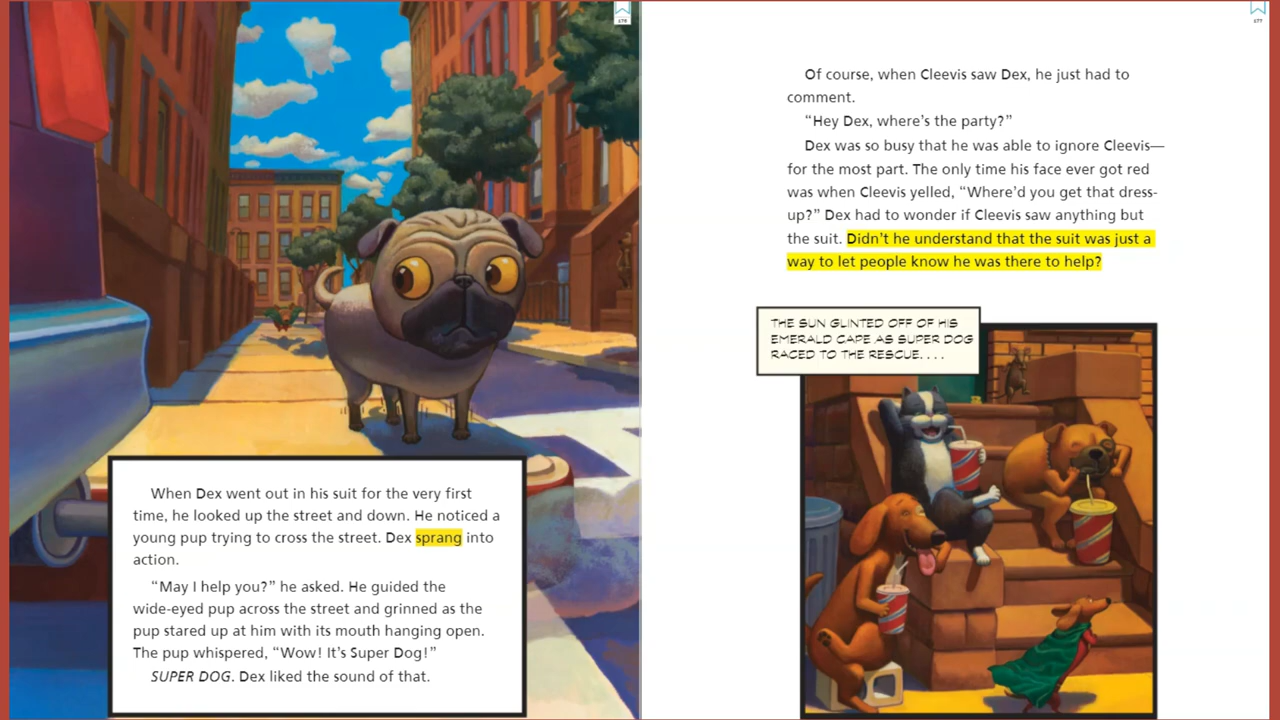 176
When Dex went out in his suit for the very first
time, he looked up the street and down. He noticed a
young pup trying to cross the street. Dex sprang into
action.
“May I help you?” he asked. He guided the
wide-eyed pup across the street and grinned as the
pup stared up at him with its mouth hanging open.
The pup whispered, “Wow! It’s Super Dog!”
SUPER DOG. Dex liked the sound of that.
177
Of course, when Cleevis saw Dex, he just had to
comment.
“Hey Dex, where’s the party?”
Dex was so busy that he was able to ignore Cleevis—
for the most part. The only time his face ever got red
was when Cleevis yelled, “Where’d you get that dress-
up?” Dex had to wonder if Cleevis saw anything but
the suit. Didn’t he understand that the suit was just a
way to let people know he was there to help?
THE SUN GLINTED OFF OF HIS
EMERALD CAPE AS SUPER DOG
RACED TO THE RESCUE. . . .